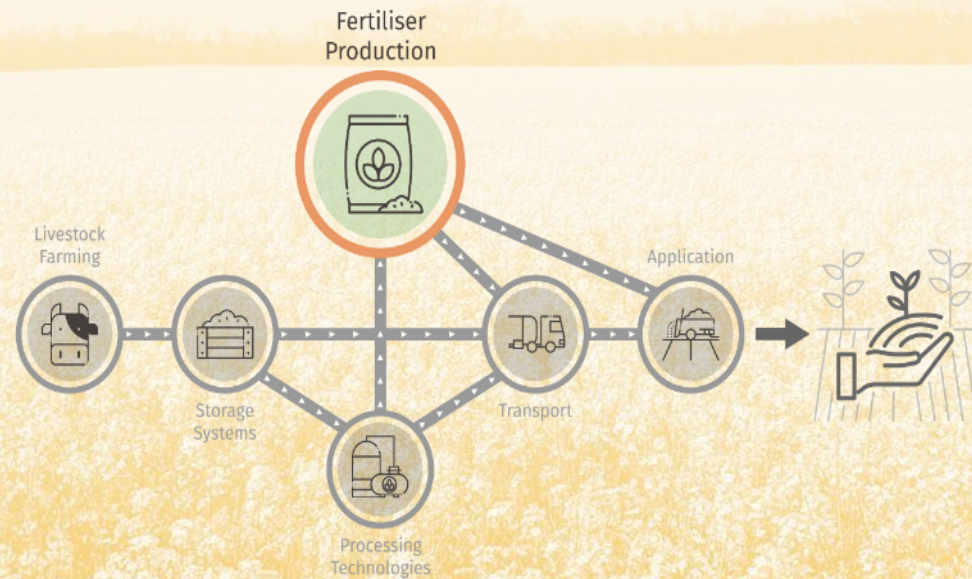 Fertiliser
Production
Livestock
Farming
Application
Storage
Systems
Transport
Processing
Technologies